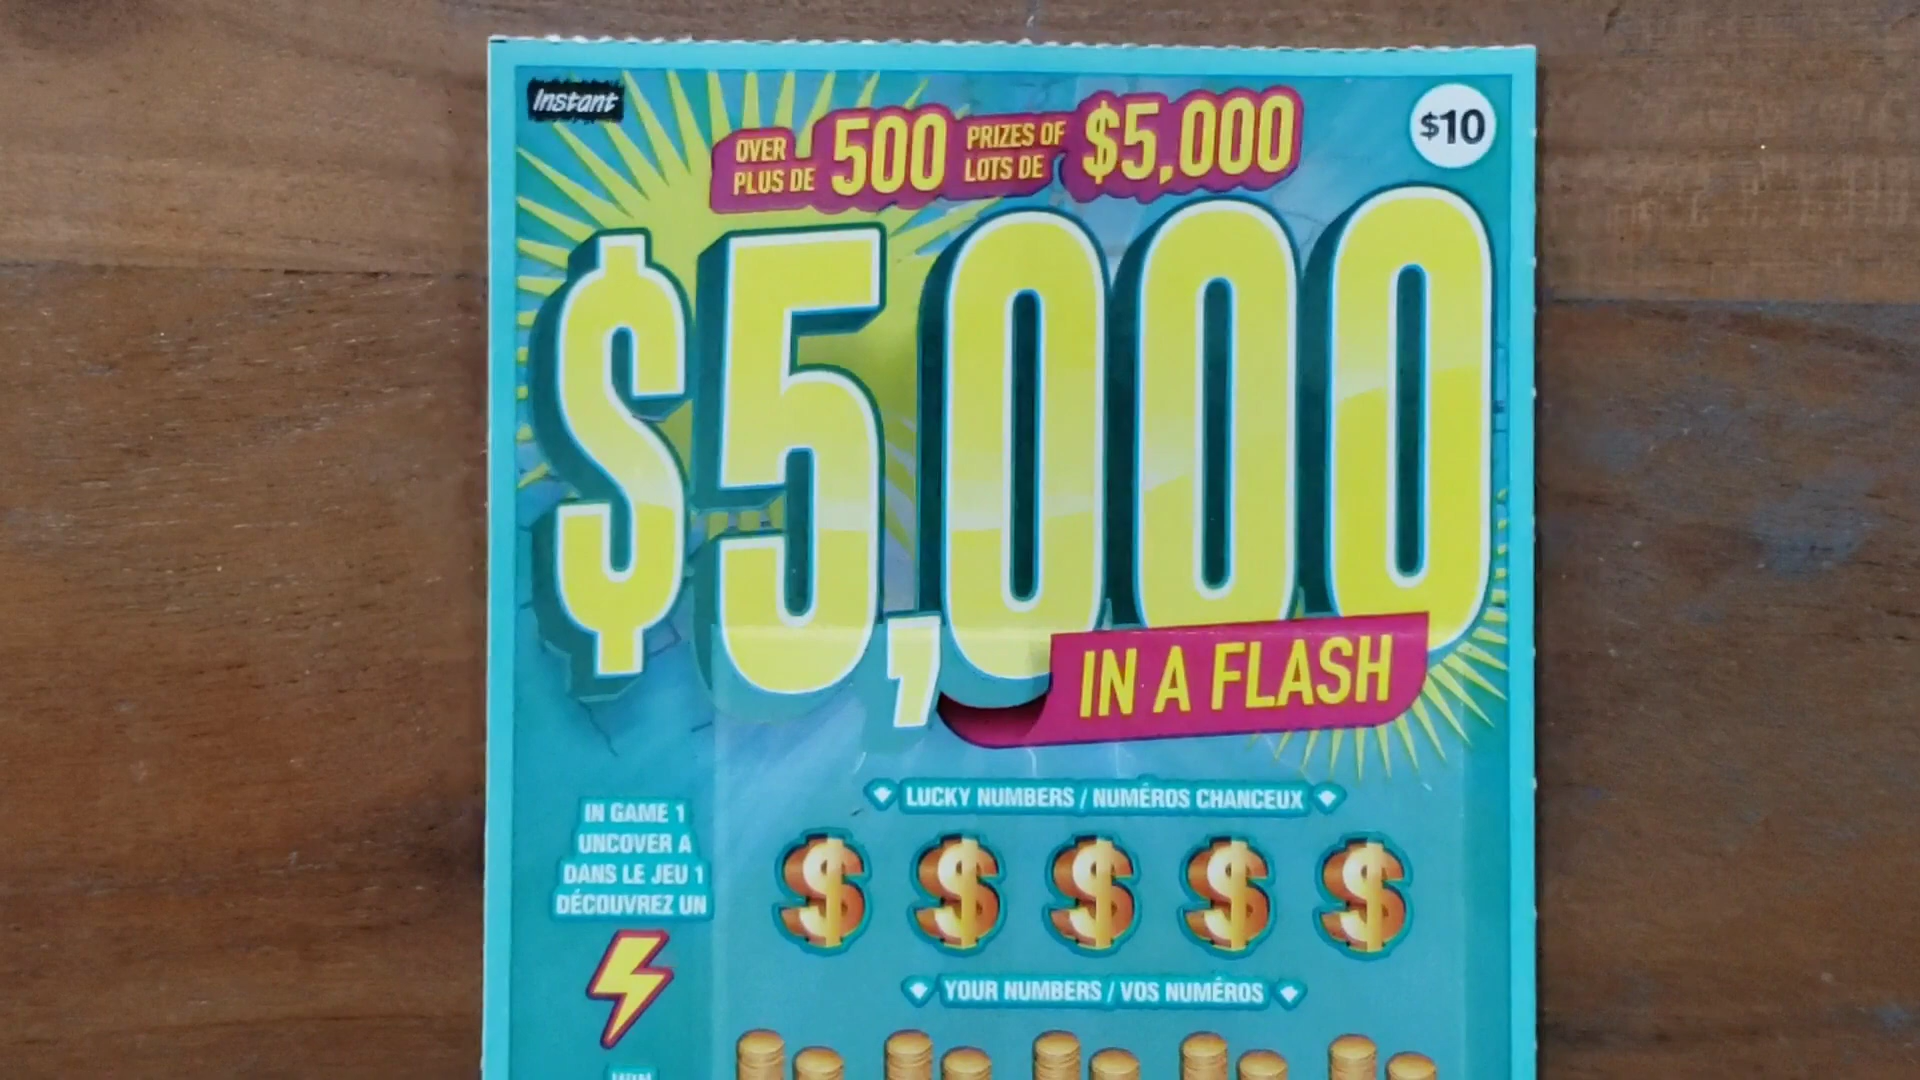 Instant
OVER 500 PRIZES OF $5,000
PLUS DE LOTS DE
$10
$5,000
IN A FLASH
LUCKY NUMBERS / NUMÉROS CHANCEUX
IN GAME 1
UNCOVER A
DANS LE JEU 1
DÉCOUVREZ UN
$ $ $ $ $
YOUR NUMBERS / VOS NUMÉROS